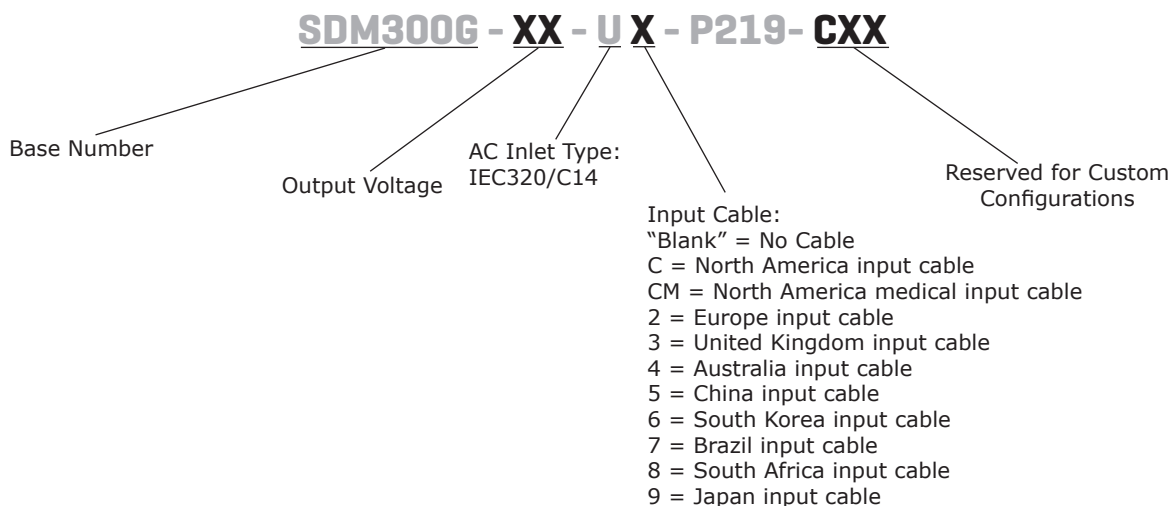 SDM300G - XX - U X - P219- CXX
Base Number
Output Voltage
AC Inlet Type:
IEC320/C14
Input Cable:
“Blank” = No Cable
C = North America input cable
CM = North America medical input cable
2 = Europe input cable
3 = United Kingdom input cable
4 = Australia input cable
5 = China input cable
6 = South Korea input cable
7 = Brazil input cable
8 = South Africa input cable
9 = Japan input cable
Reserved for Custom
Configurations